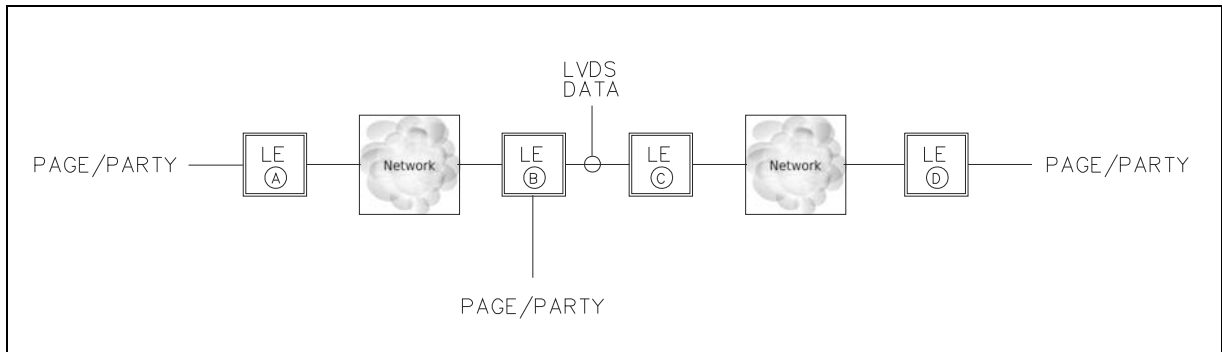 LVDS
DATA
PAGE/PARTY
LE
A
Network
LE
B
LE
C
Network
LE
D
PAGE/PARTY
PAGE/PARTY